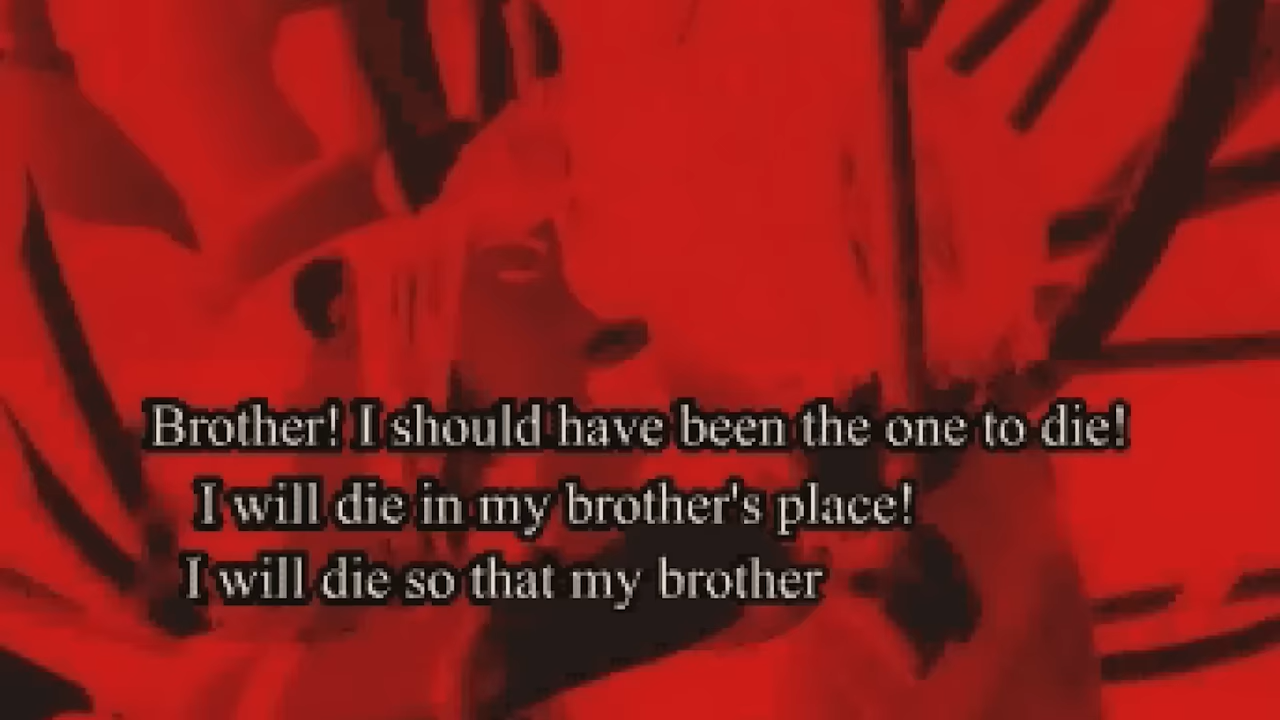 Brother! I should have been the one to die!
I will die in my brother's place!
I will die so that my brother